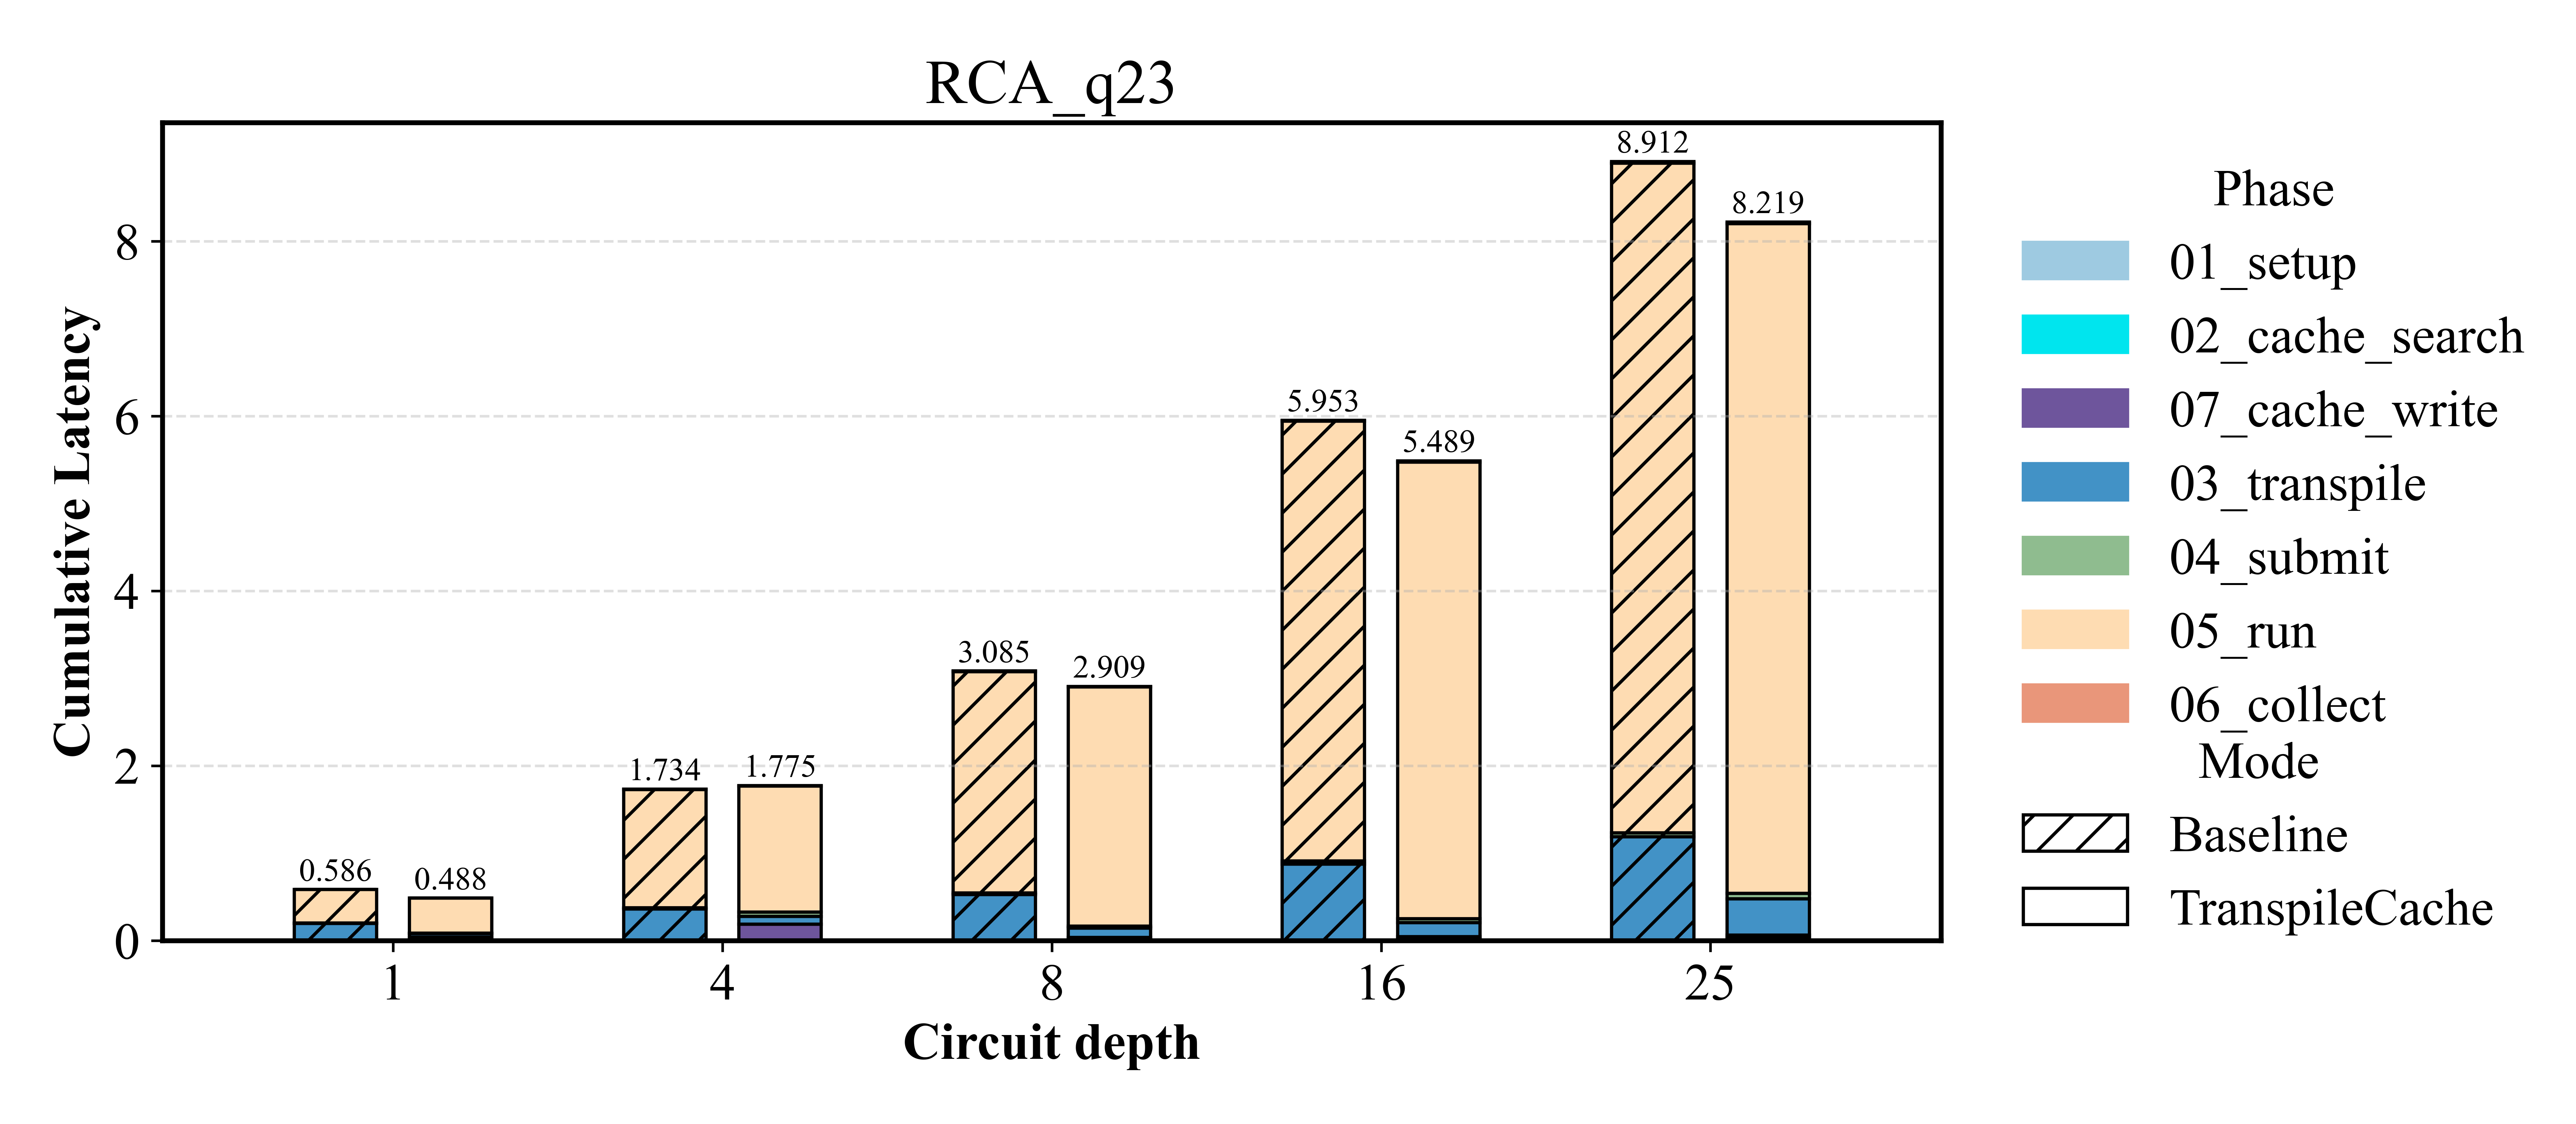 RCA_q23
Cumulative Latency
8
6
4
2
0
0.586
0.488
1.734
1.775
3.085
2.909
5.953
5.489
8.912
8.219
1
4
8
16
25
Circuit depth
Phase
01_setup
02_cache_search
07_cache_write
03_transpile
04_submit
05_run
06_collect
Mode
Baseline
TranspileCache